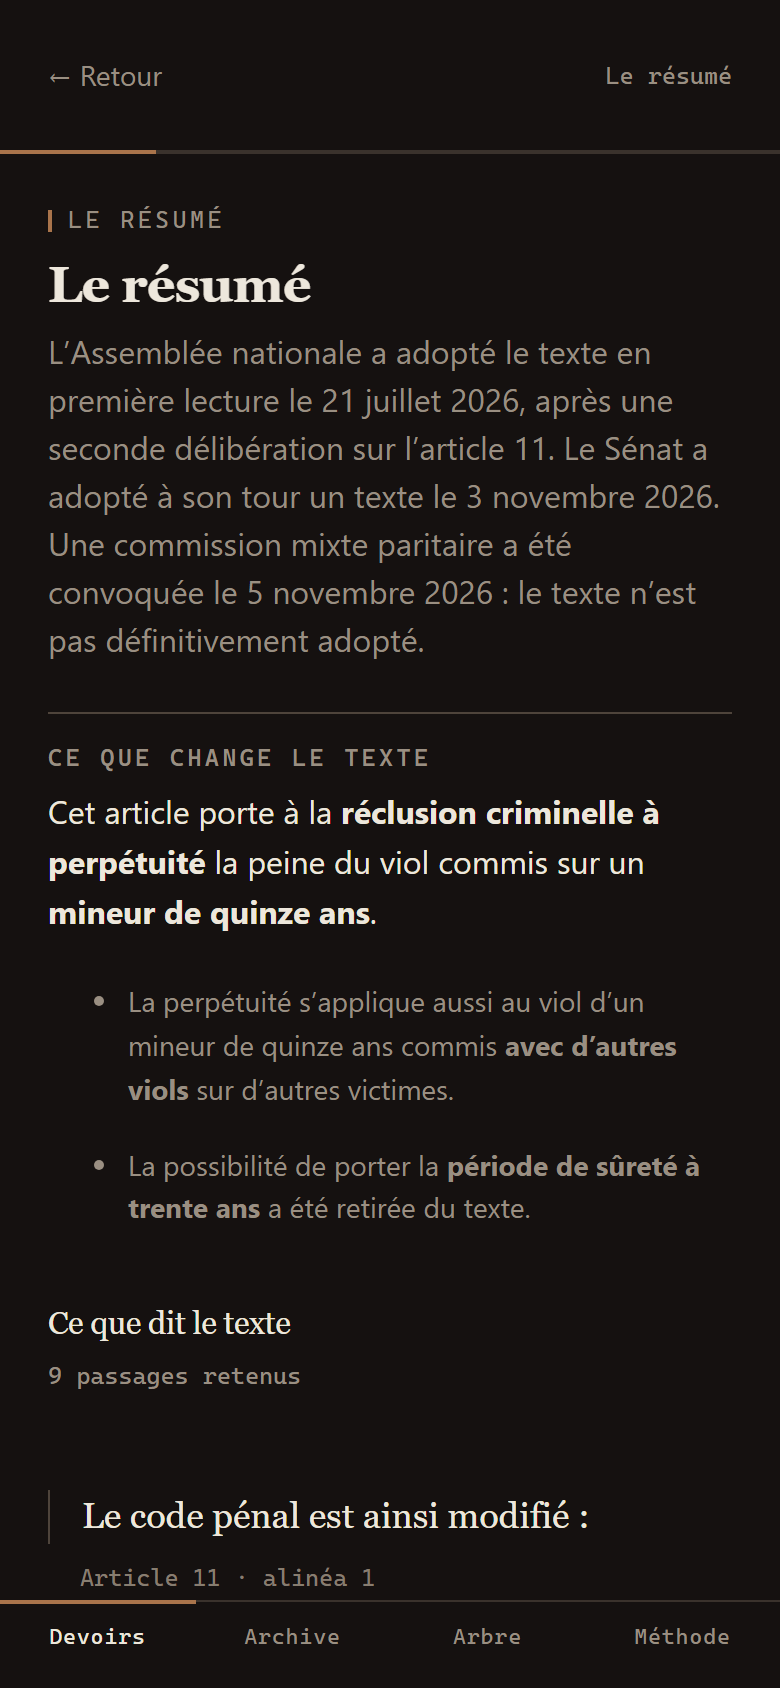 ← Retour
Le résumé
LE RÉSUMÉ
Le résumé
L’Assemblée nationale a adopté le texte en
première lecture le 21 juillet 2026, après une
seconde délibération sur l’article 11. Le Sénat a
adopté à son tour un texte le 3 novembre 2026.
Une commission mixte paritaire a été
convoquée le 5 novembre 2026 : le texte n’est
pas définitivement adopté.
CE QUE CHANGE LE TEXTE
Cet article porte à la réclusion criminelle à
perpétuité la peine du viol commis sur un
mineur de quinze ans.
• La perpétuité s’applique aussi au viol d’un
mineur de quinze ans commis avec d’autres
viols sur d’autres victimes.
• La possibilité de porter la période de sûreté à
trente ans a été retirée du texte.
Ce que dit le texte
9 passages retenus
Le code pénal est ainsi modifié :
Article 11 · alinéa 1
Devoirs
Archive
Arbre
Méthode